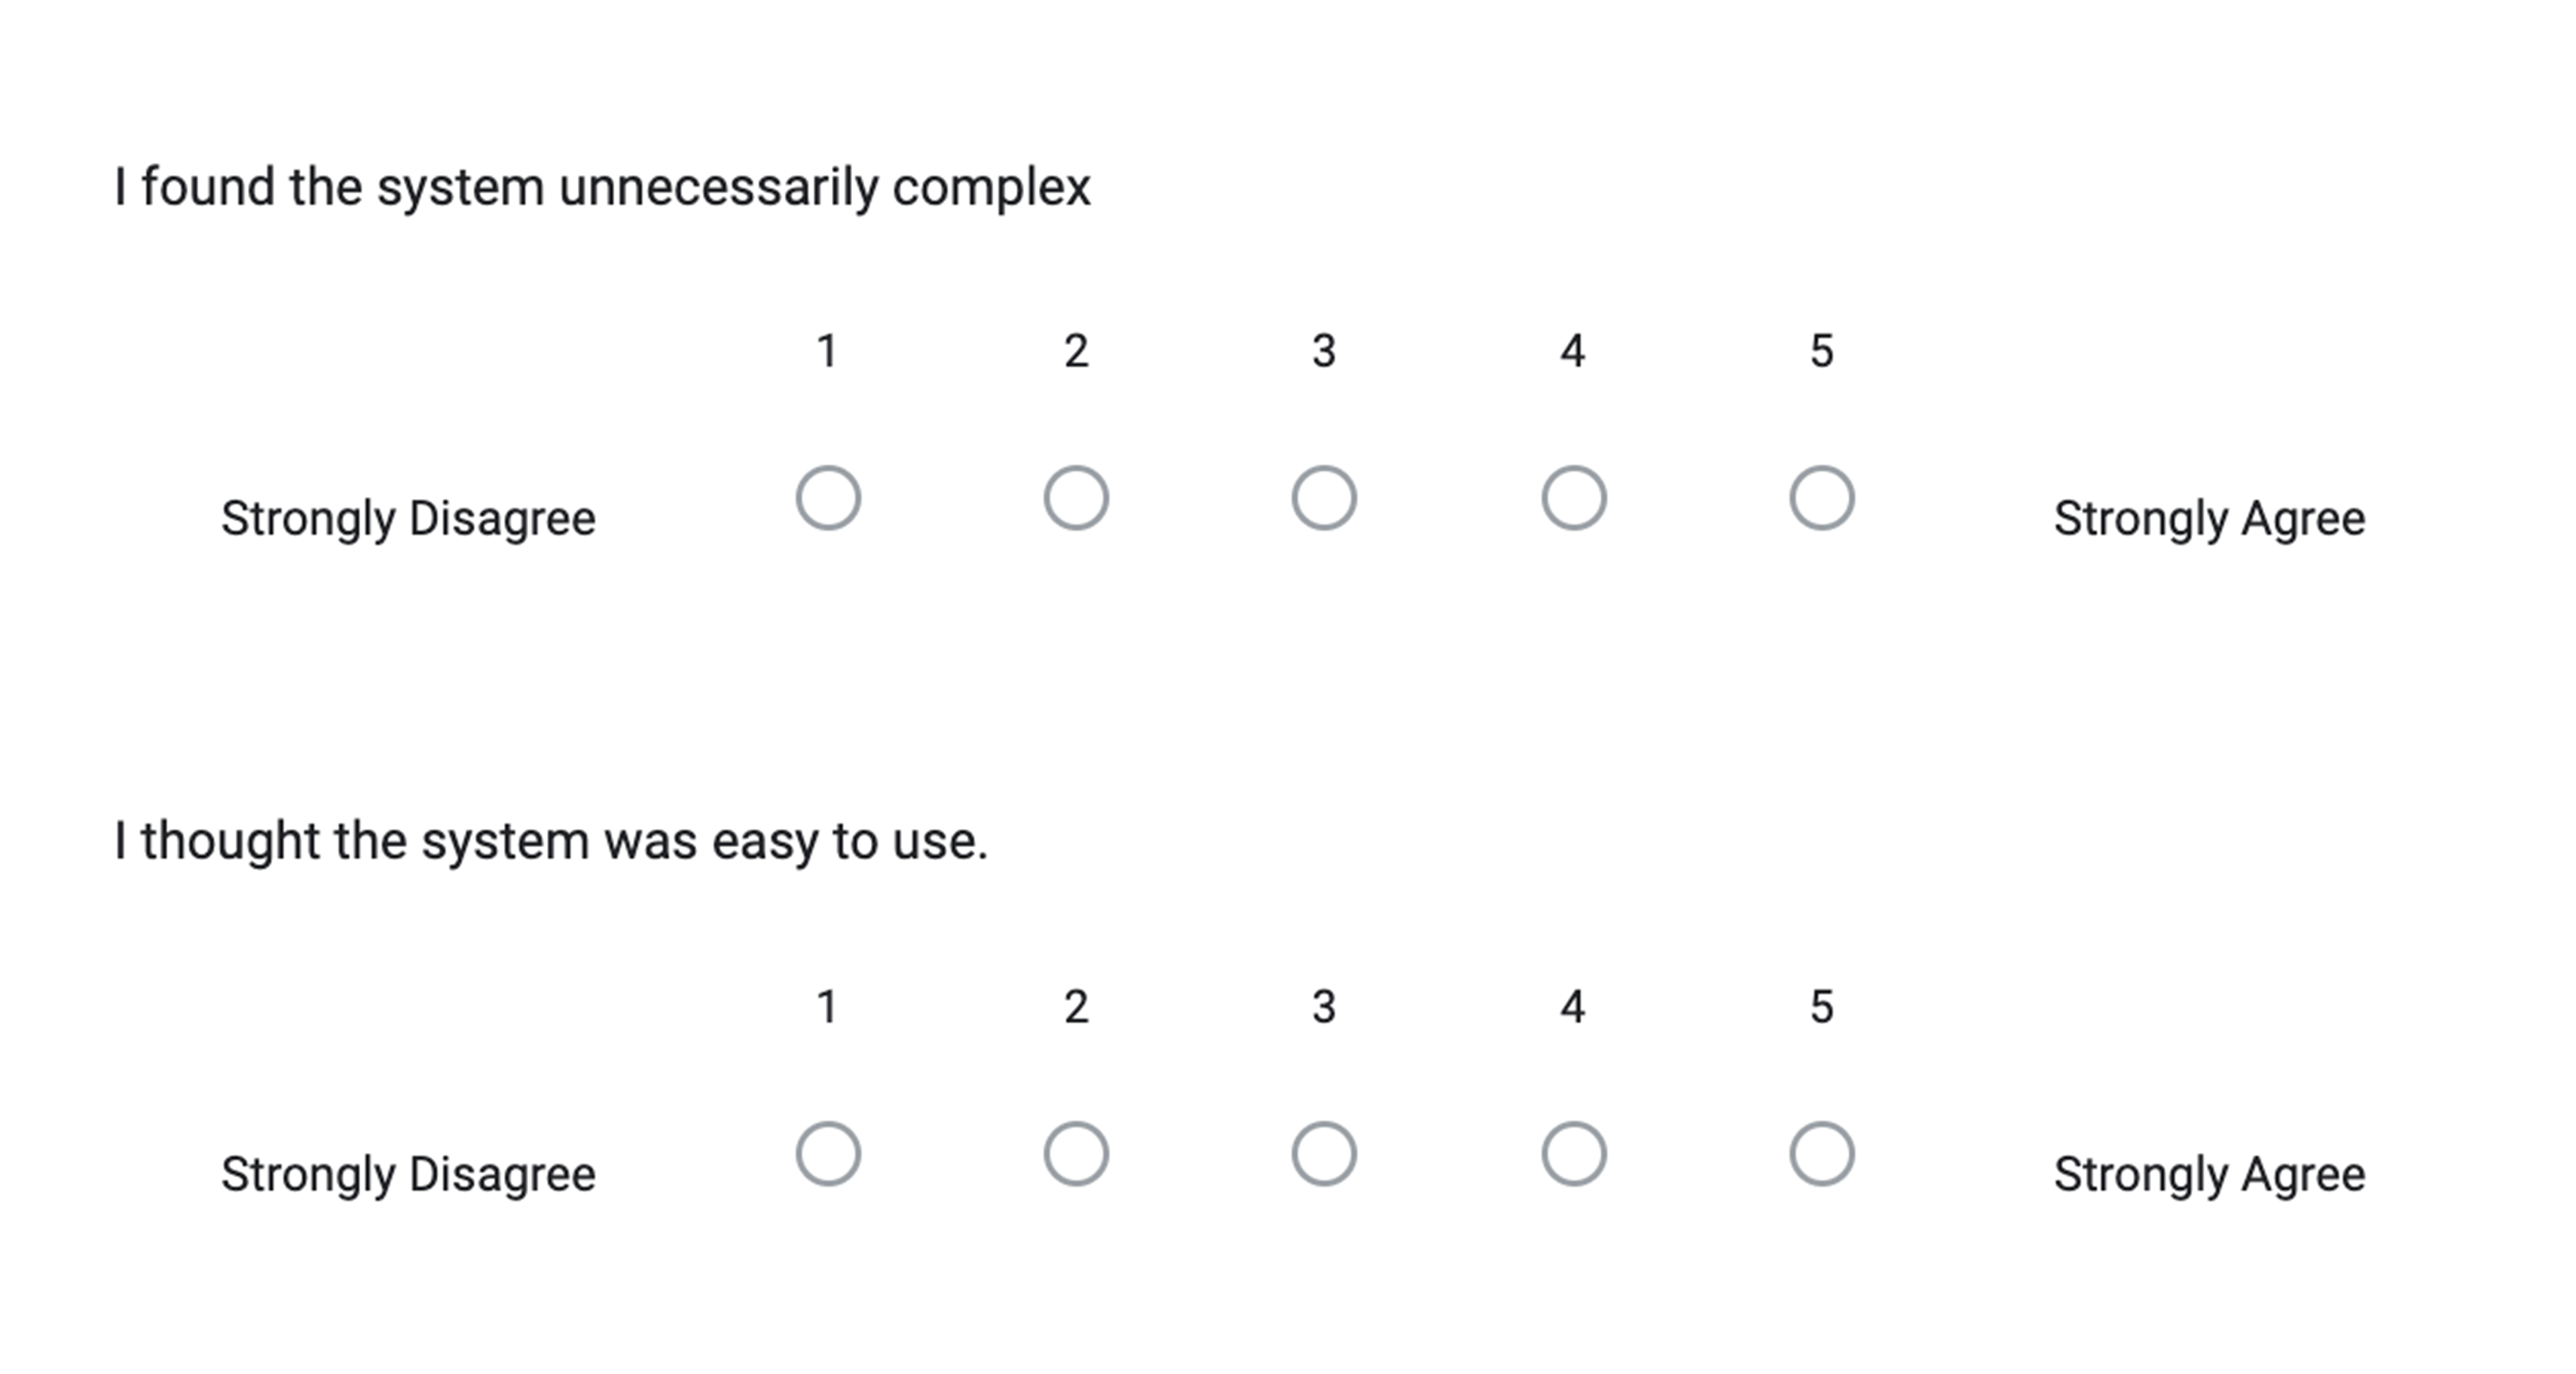 I found the system unnecessarily complex
1 2 3 4 5
Strongly Disagree Strongly Agree
I thought the system was easy to use.
1 2 3 4 5
Strongly Disagree Strongly Agree